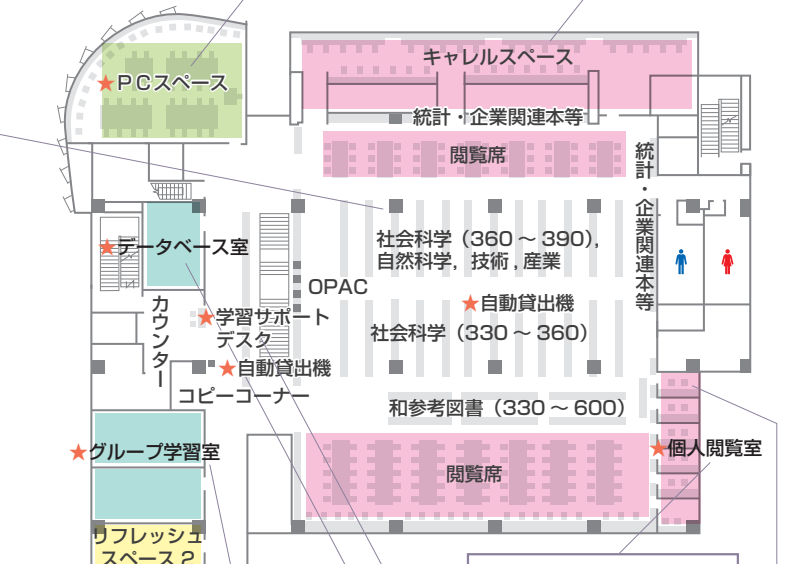 キャレルスペース
★ＰＣスペース
統計・企業関連本等
閲覧席
統計・企業関連本等
社会科学（360 ～ 390）,
自然科学, 技術 , 産業
★データベース室
OPAC
★自動貸出機
カウンター
★学習サポート
デスク
社会科学（330 ～ 360）
★自動貸出機
コピーコーナー
和参考図書（330 ～ 600）
★グループ学習室
閲覧席
★個人閲覧室
リフレッシュ
スペース 2